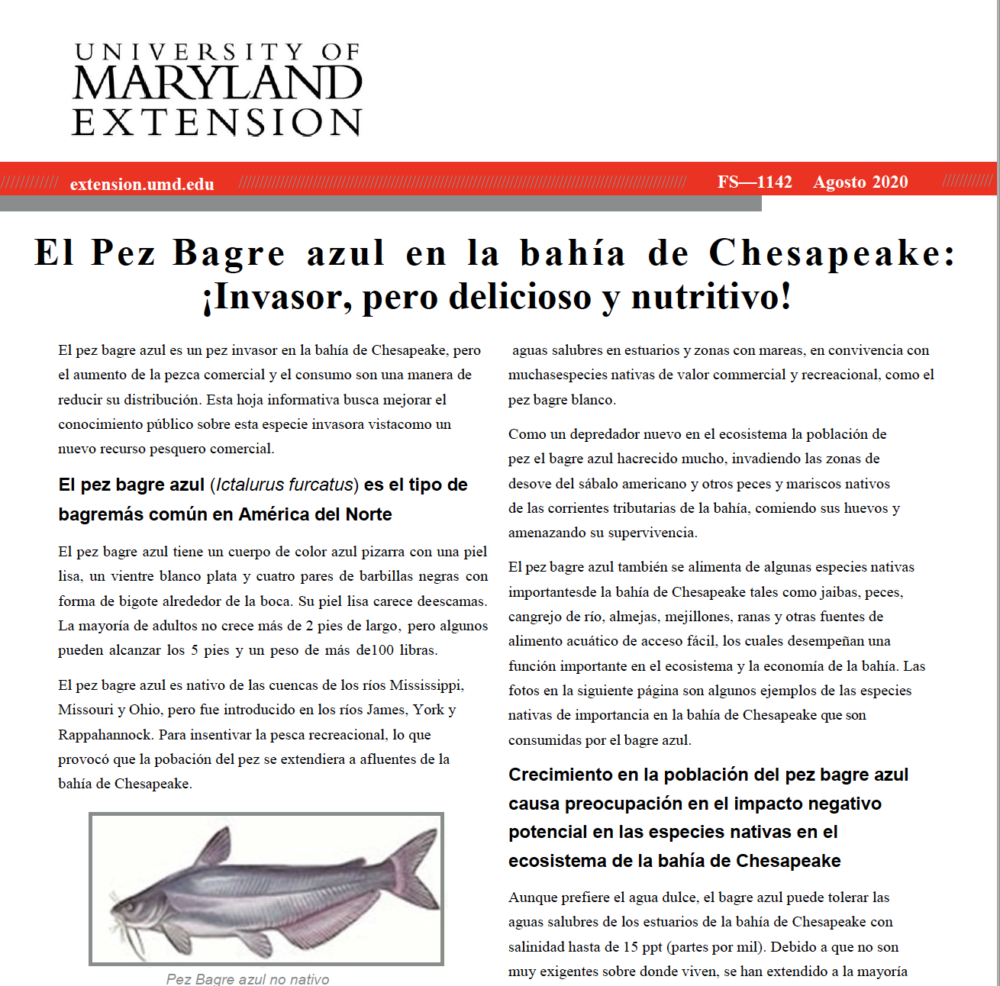 UNIVERSITY OF
MARYLAND
EXTENSION
extension.umd.edu
FS—1142 Agosto 2020
El Pez Bagre azul en la bahía de Chesapeake:
¡Invasor, pero delicioso y nutritivo!
El pez bagre azul es un pez invasor en la bahía de Chesapeake, pero
el aumento de la pezca comercial y el consumo son una manera de
reducir su distribución. Esta hoja informativa busca mejorar el
conocimiento público sobre esta especie invasora vistacomo un
nuevo recurso pesquero comercial.
El pez bagre azul (Ictalurus furcatus) es el tipo de
bagremás común en América del Norte
El pez bagre azul tiene un cuerpo de color azul pizarra con una piel
lisa, un vientre blanco plata y cuatro pares de barbillas negras con
forma de bigote alrededor de la boca. Su piel lisa carece deescamas.
La mayoría de adultos no crece más de 2 pies de largo, pero algunos
pueden alcanzar los 5 pies y un peso de más de100 libras.
El pez bagre azul es nativo de las cuencas de los ríos Mississippi,
Missouri y Ohio, pero fue introducido en los ríos James, York y
Rappahannock. Para insentivar la pesca recreacional, lo que
provocó que la pobación del pez se extendiera a afluentes de la
bahía de Chesapeake.
Pez Bagre azul no nativo
aguas salubres en estuarios y zonas con mareas, en convivencia con
muchasespecies nativas de valor commercial y recreacional, como el
pez bagre blanco.
Como un depredador nuevo en el ecosistema la población de
pez el bagre azul hacrecido mucho, invadiendo las zonas de
desove del sábalo americano y otros peces y mariscos nativos
de las corrientes tributarias de la bahía, comiendo sus huevos y
amenazando su supervivencia.
El pez bagre azul también se alimenta de algunas especies nativas
importantesde la bahía de Chesapeake tales como jaibas, peces,
cangrejo de río, almejas, mejillones, ranas y otras fuentes de
alimento acuático de acceso fácil, los cuales desempeñan una
función importante en el ecosistema y la economía de la bahía. Las
fotos en la siguiente página son algunos ejemplos de las especies
nativas de importancia en la bahía de Chesapeake que son
consumidas por el bagre azul.
Crecimiento en la población del pez bagre azul
causa preocupación en el impacto negativo
potencial en las especies nativas en el
ecosistema de la bahía de Chesapeake
Aunque prefiere el agua dulce, el bagre azul puede tolerar las
aguas salubres de los estuarios de la bahía de Chesapeake con
salinidad hasta de 15 ppt (partes por mil). Debido a que no son
muy exigentes sobre donde viven, se han extendido a la mayoría